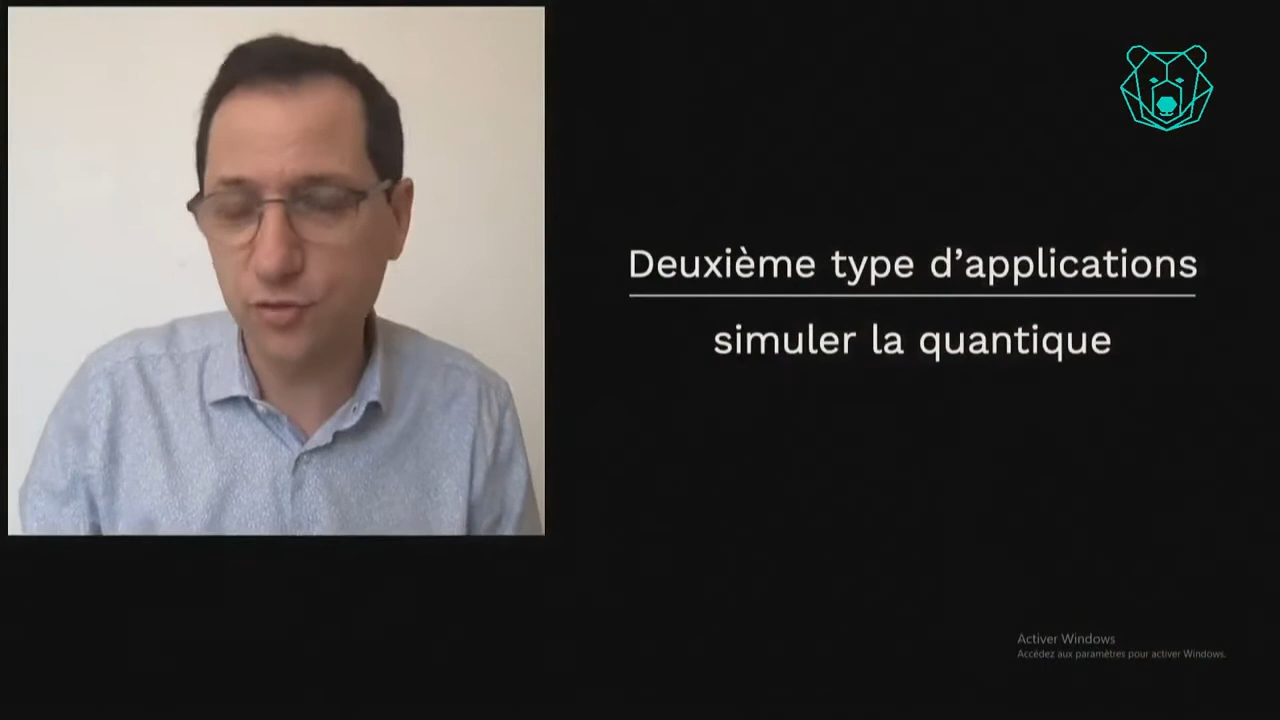 Deuxième type d’applications
simuler la quantique
Activer Windows
Accédez aux paramètres pour activer Windows.